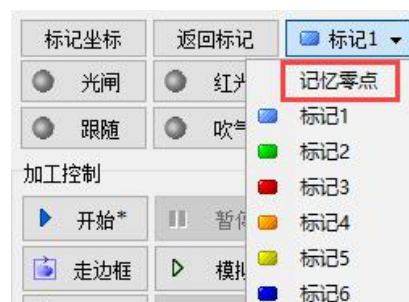 标记坐标 返回标记 标记1
光闸 红光 记忆零点
跟随 吹气 标记1
标记2
加工控制 标记3
开始* 暂停 标记4
走边框 模拟 标记5
标记6